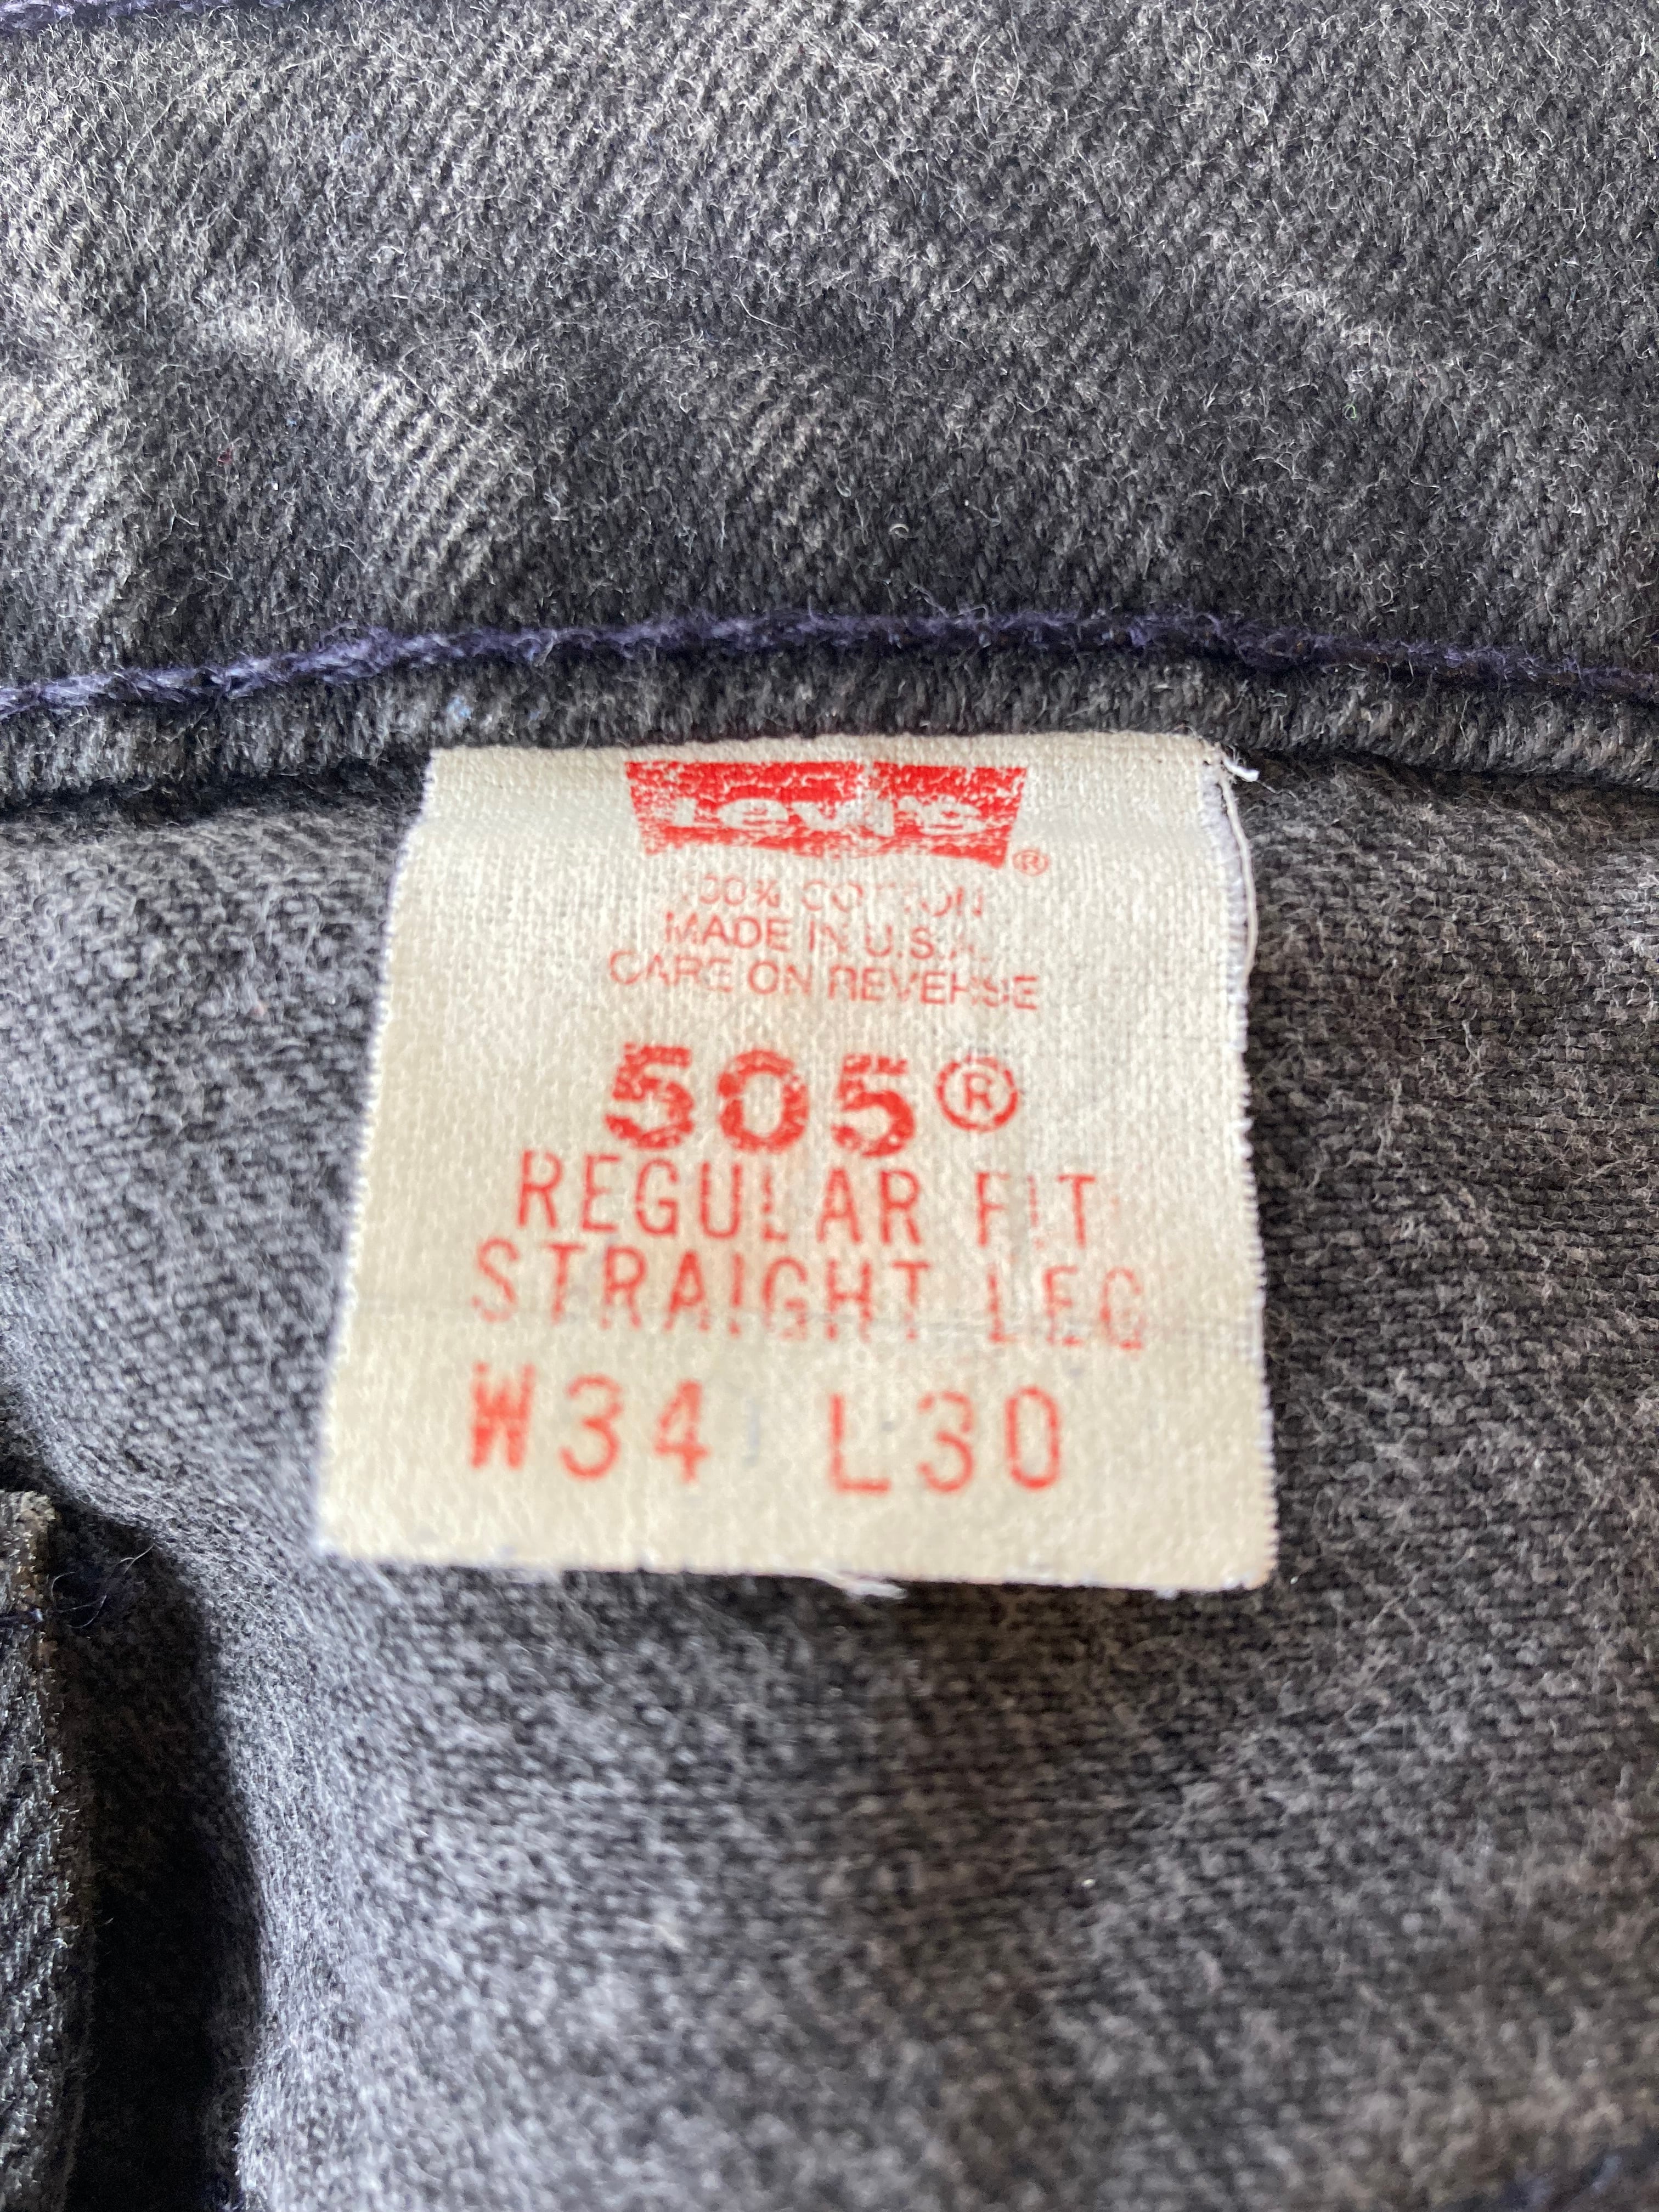 Levi's ®
100% COTTON
MADE IN U.S.A.
CARE ON REVERSE
505®
REGULAR FIT
STRAIGHT LEG
W34 L30